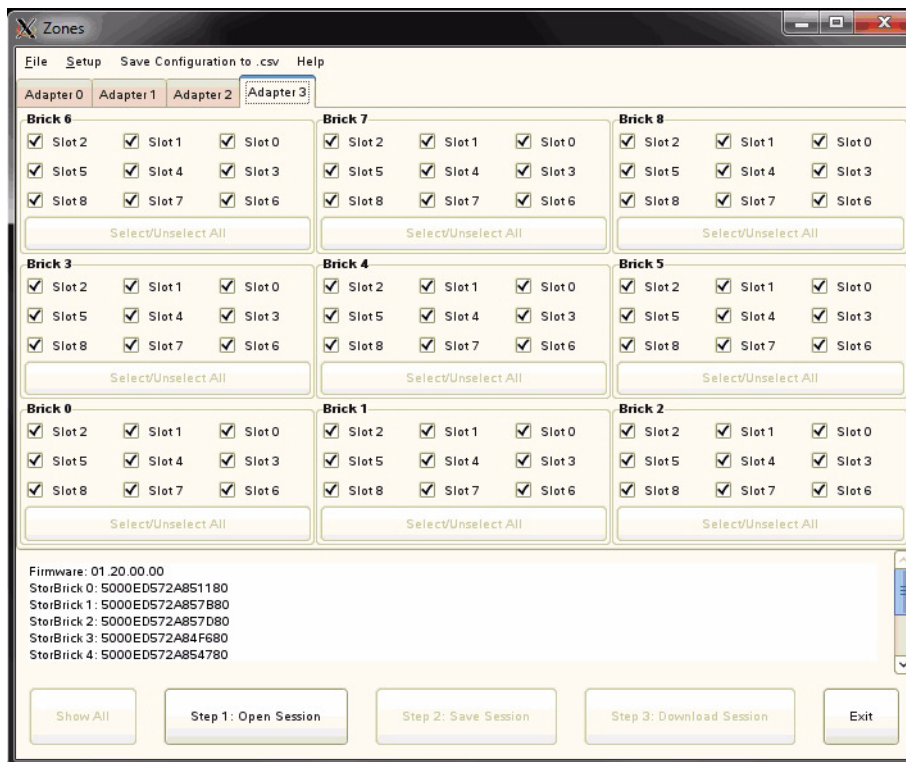 Zones
File Setup Save Configuration to .csv Help
Adapter 0 Adapter 1 Adapter 2 Adapter 3
Brick 6 Brick 7 Brick 8
Slot 2 Slot 1 Slot 0 Slot 2 Slot 1 Slot 0 Slot 2 Slot 1 Slot 0
Slot 5 Slot 4 Slot 3 Slot 5 Slot 4 Slot 3 Slot 5 Slot 4 Slot 3
Slot 8 Slot 7 Slot 6 Slot 8 Slot 7 Slot 6 Slot 8 Slot 7 Slot 6
Select/Unselect All Select/Unselect All Select/Unselect All
Brick 3 Brick 4 Brick 5
Slot 2 Slot 1 Slot 0 Slot 2 Slot 1 Slot 0 Slot 2 Slot 1 Slot 0
Slot 5 Slot 4 Slot 3 Slot 5 Slot 4 Slot 3 Slot 5 Slot 4 Slot 3
Slot 8 Slot 7 Slot 6 Slot 8 Slot 7 Slot 6 Slot 8 Slot 7 Slot 6
Select/Unselect All Select/Unselect All Select/Unselect All
Brick 0 Brick 1 Brick 2
Slot 2 Slot 1 Slot 0 Slot 2 Slot 1 Slot 0 Slot 2 Slot 1 Slot 0
Slot 5 Slot 4 Slot 3 Slot 5 Slot 4 Slot 3 Slot 5 Slot 4 Slot 3
Slot 8 Slot 7 Slot 6 Slot 8 Slot 7 Slot 6 Slot 8 Slot 7 Slot 6
Select/Unselect All Select/Unselect All Select/Unselect All
Firmware: 01.20.00.00
StorBrick 0: 5000ED572A851180
StorBrick 1: 5000ED572A857B80
StorBrick 2: 5000ED572A857D80
StorBrick 3: 5000ED572A84F680
StorBrick 4: 5000ED572A854780
Show All Step 1: Open Session Step 2: Save Session Step 3: Download Session Exit